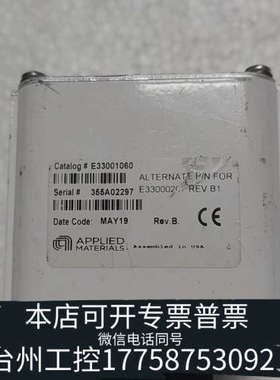 Catalog # E33001060
ALTERNATE P/N FOR
Serial # 355A02297
REV B1
Date Code: MAY19
Rev.B.
CE
APPLIED MATERIALS
Assembled in USA
本店可开专票普票
微信电话同号
台州工控17758753092